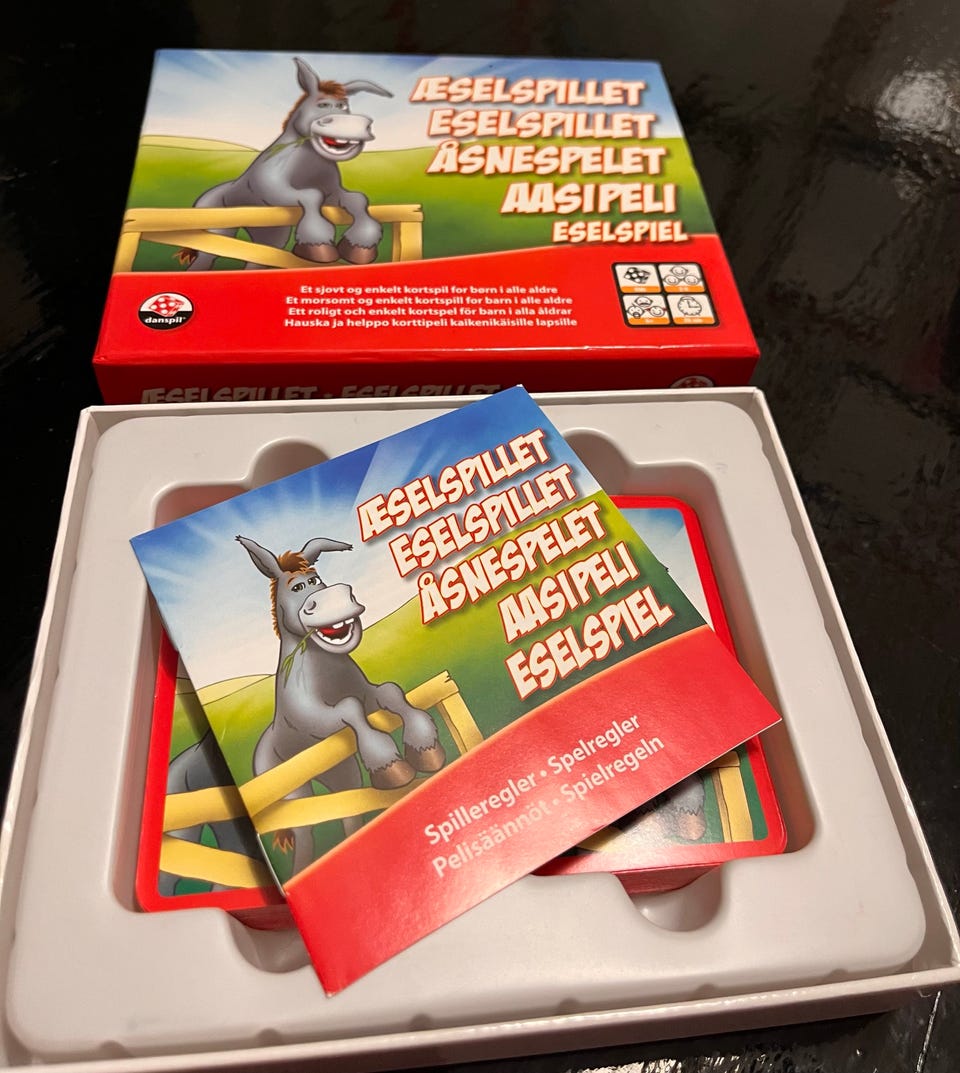 ÆSELSPILLET
ESELSPILLET
ÅSNESPELET
AASIPELI
ESELSPIEL
Et sjovt og enkelt kortspil for børn i alle aldre
Et morsomt og enkelt kortspill for barn i alle aldre
Ett roligt och enkelt kortspel för barn i alla åldrar
Hauska ja helppo korttipeli kaikenikäisille lapsille
danspil
ÆSELSPILLET · ESELSPILLET
ÆSELSPILLET
ESELSPILLET
ÅSNESPELET
AASIPELI
ESELSPIEL
Spilleregler • Spelregler
Pelisäännöt • Spielregeln